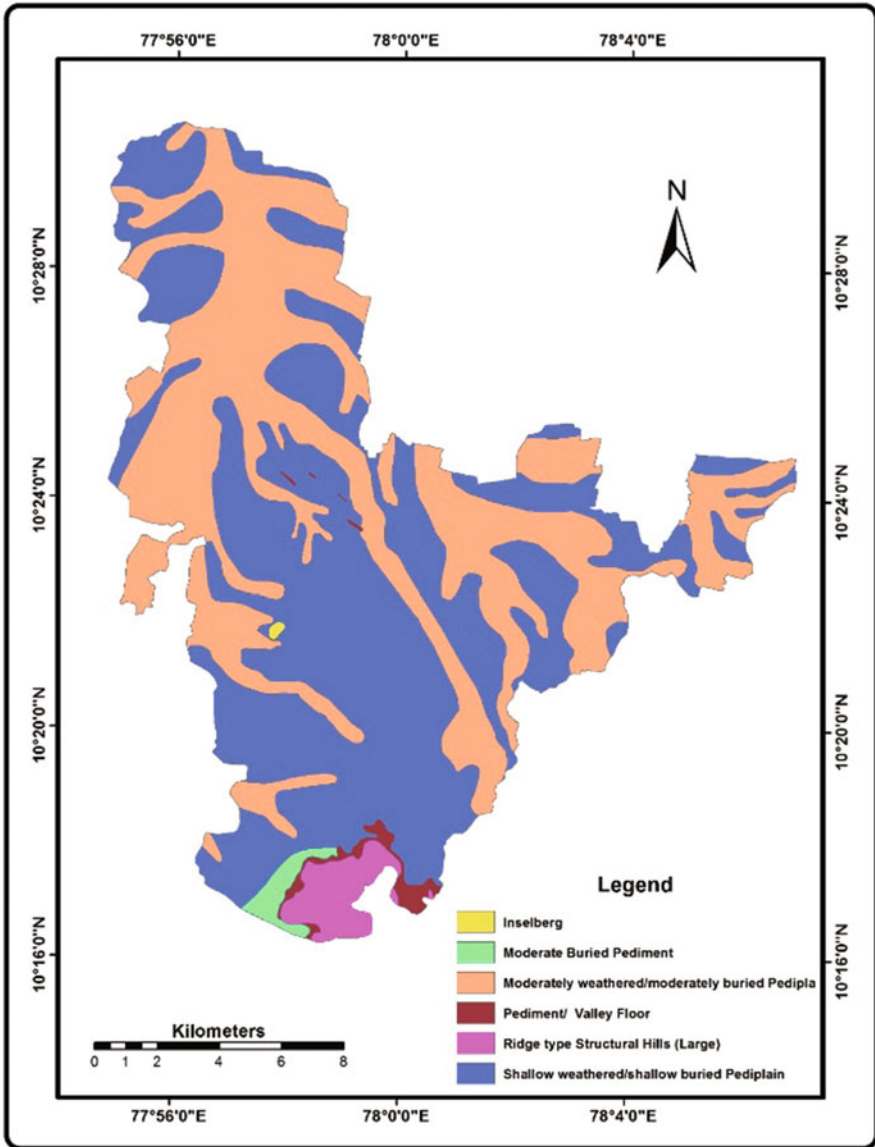 77°56'0"E 78°0'0"E 78°4'0"E
N
10°28'0"N 10°28'0"N
10°24'0"N 10°24'0"N
10°20'0"N 10°20'0"N
10°16'0"N 10°16'0"N
Legend
Inselberg
Moderate Buried Pediment
Moderately weathered/moderately buried Pedipla
Pediment/ Valley Floor
Ridge type Structural Hills (Large)
Shallow weathered/shallow buried Pediplain
Kilometers
0 1 2 4 6 8
77°56'0"E 78°0'0"E 78°4'0"E